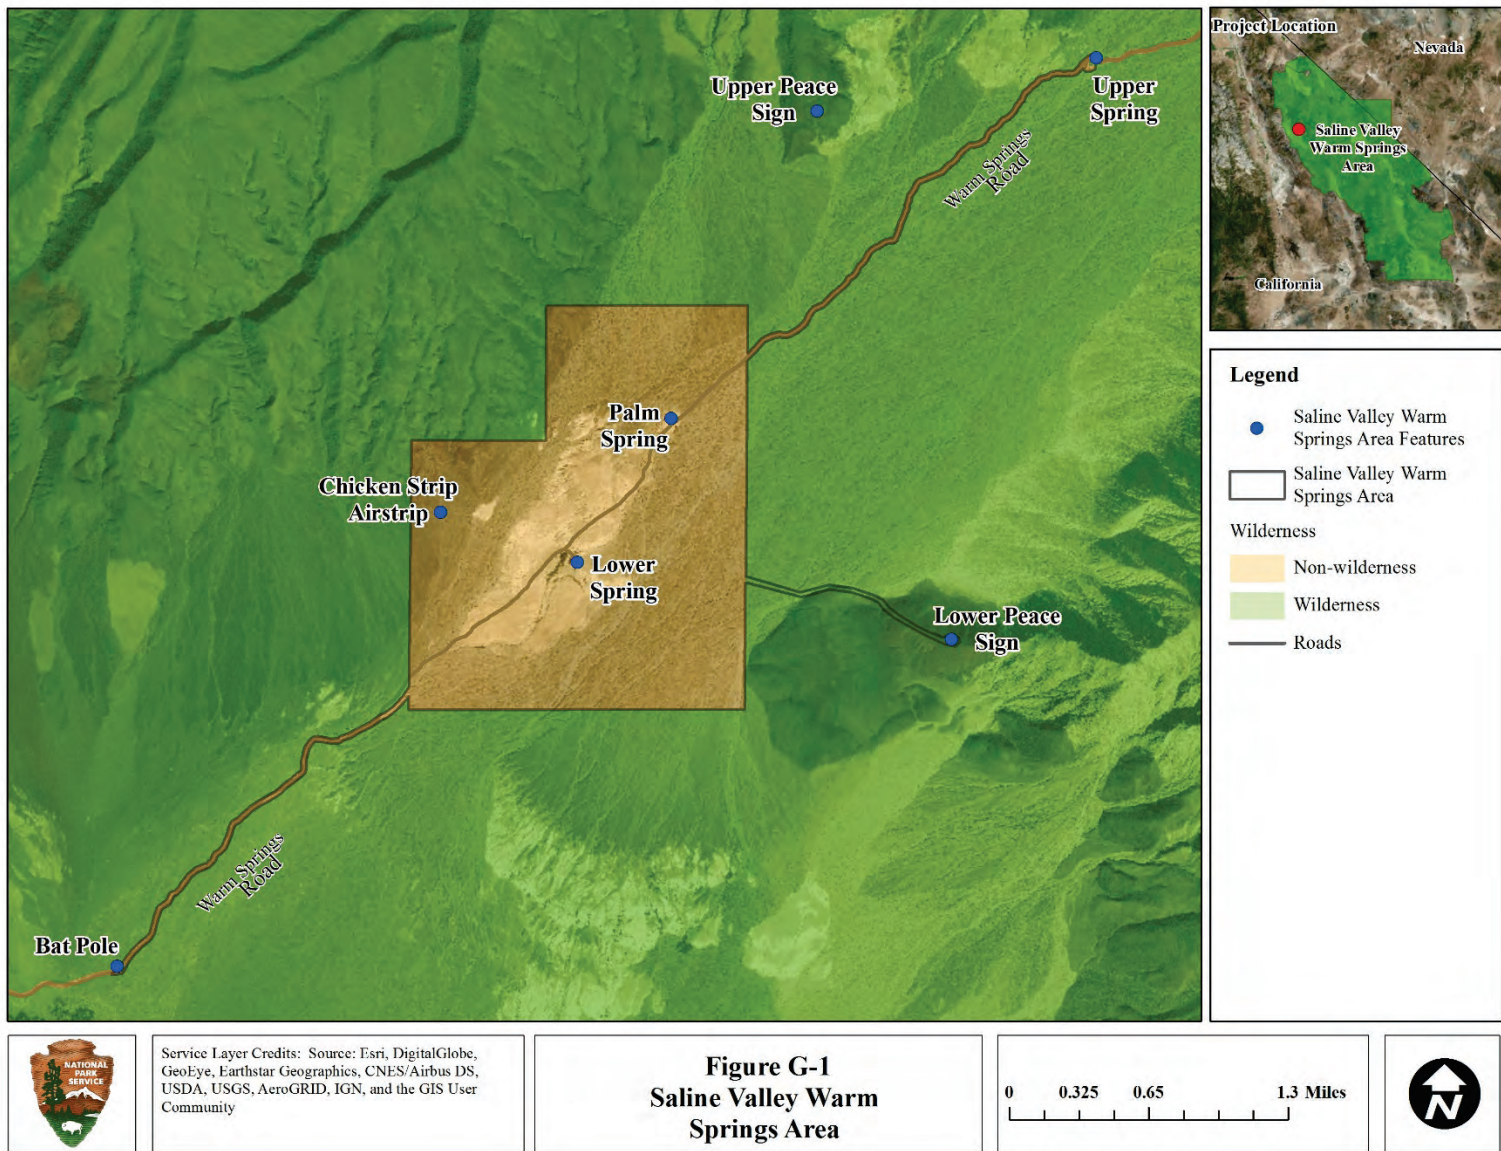 Upper Peace
Sign
Upper
Spring
Warm Springs
Road
Palm
Spring
Chicken Strip
Airstrip
Lower
Spring
Lower Peace
Sign
Warm Springs
Road
Bat Pole
Project Location
Nevada
Saline Valley
Warm Springs
Area
California
Legend
Saline Valley Warm
Springs Area Features
Saline Valley Warm
Springs Area
Wilderness
Non-wilderness
Wilderness
Roads
NATIONAL
PARK
SERVICE
Service Layer Credits: Source: Esri, DigitalGlobe,
GeoEye, Earthstar Geographics, CNES/Airbus DS,
USDA, USGS, AeroGRID, IGN, and the GIS User
Community
Figure G-1
Saline Valley Warm
Springs Area
0 0.325 0.65 1.3 Miles
N